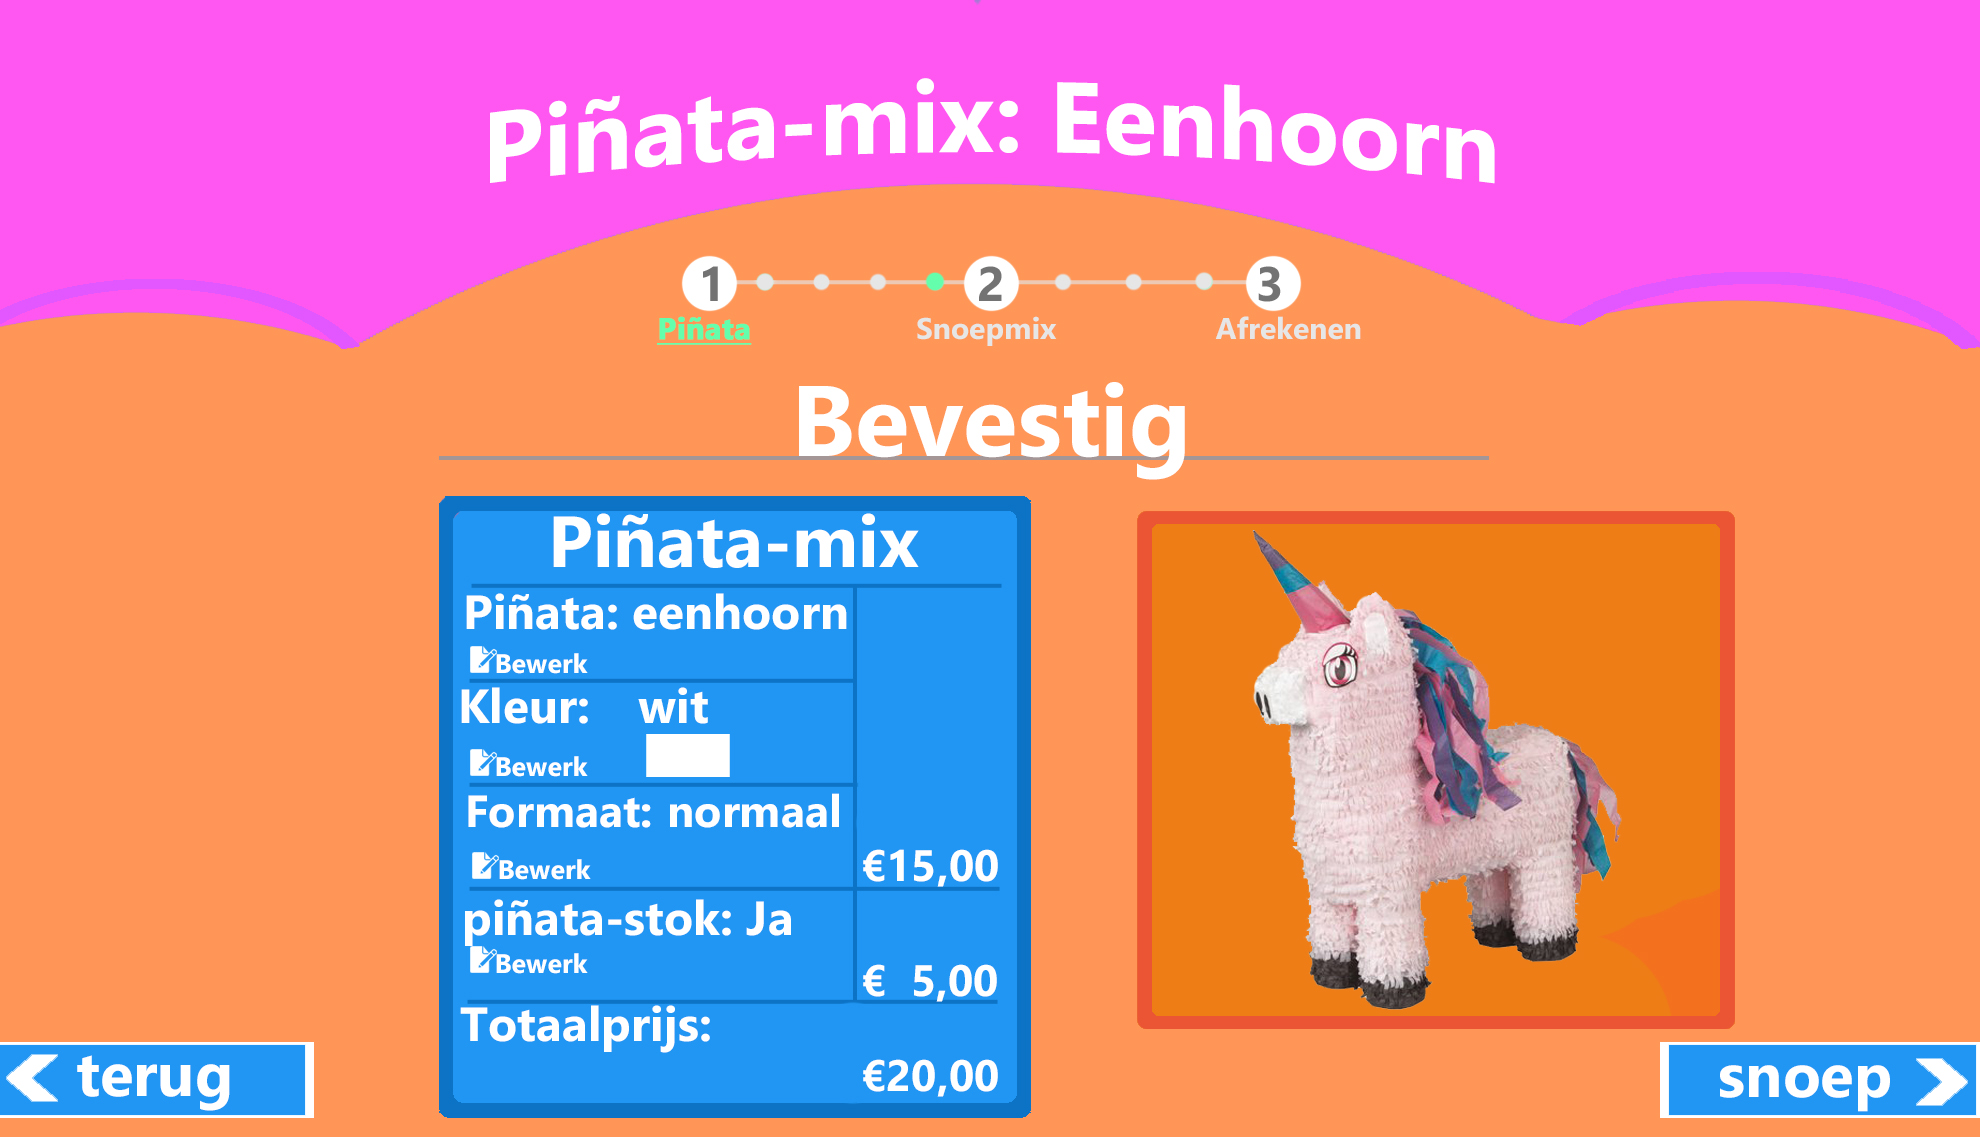 Piñata-mix: Eenhoorn
1 2 3
Piñata Snoepmix Afrekenen
Bevestig
Piñata-mix
Piñata: eenhoorn
Bewerk
Kleur: wit
Bewerk
Formaat: normaal
Bewerk €15,00
piñata-stok: Ja
Bewerk
€ 5,00
Totaalprijs:
€20,00
terug
snoep